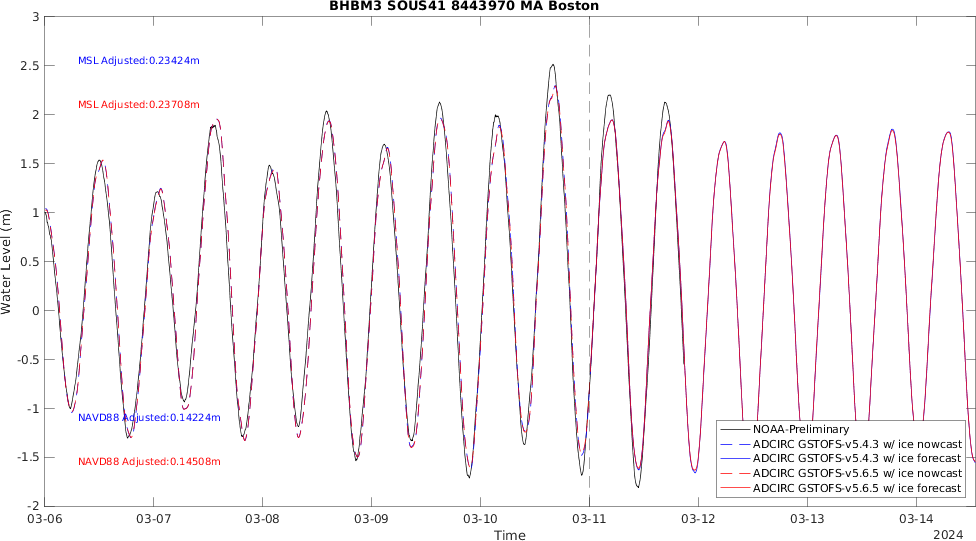 BHBM3 SOUS41 8443970 MA Boston
3
2.5
2
1.5
1
0.5
0
-0.5
-1
-1.5
-2
Water Level (m)
MSL Adjusted:0.23424m
MSL Adjusted:0.23708m
NAVD88 Adjusted:0.14224m
NAVD88 Adjusted:0.14508m
NOAA-Preliminary
ADCIRC GSTOFS-v5.4.3 w/ ice nowcast
ADCIRC GSTOFS-v5.4.3 w/ ice forecast
ADCIRC GSTOFS-v5.6.5 w/ ice nowcast
ADCIRC GSTOFS-v5.6.5 w/ ice forecast
03-06 03-07 03-08 03-09 03-10 03-11 03-12 03-13 03-14
Time
2024